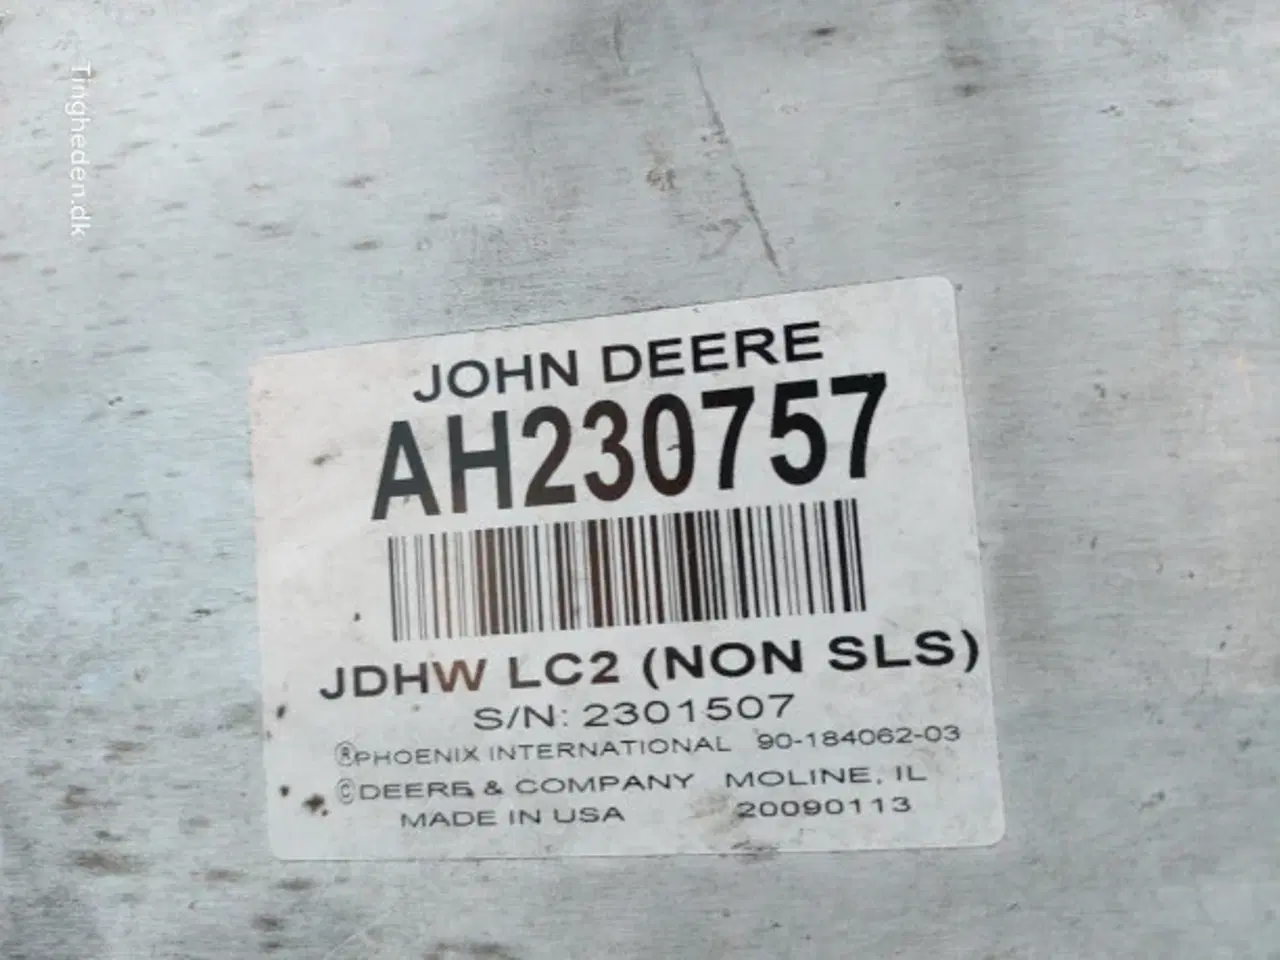 Tingheden.dk
JOHN DEERE
AH230757
JDHW LC2 (NON SLS)
S/N: 2301507
®PHOENIX INTERNATIONAL 90-184062-03
©DEERE & COMPANY MOLINE, IL
MADE IN USA 20090113